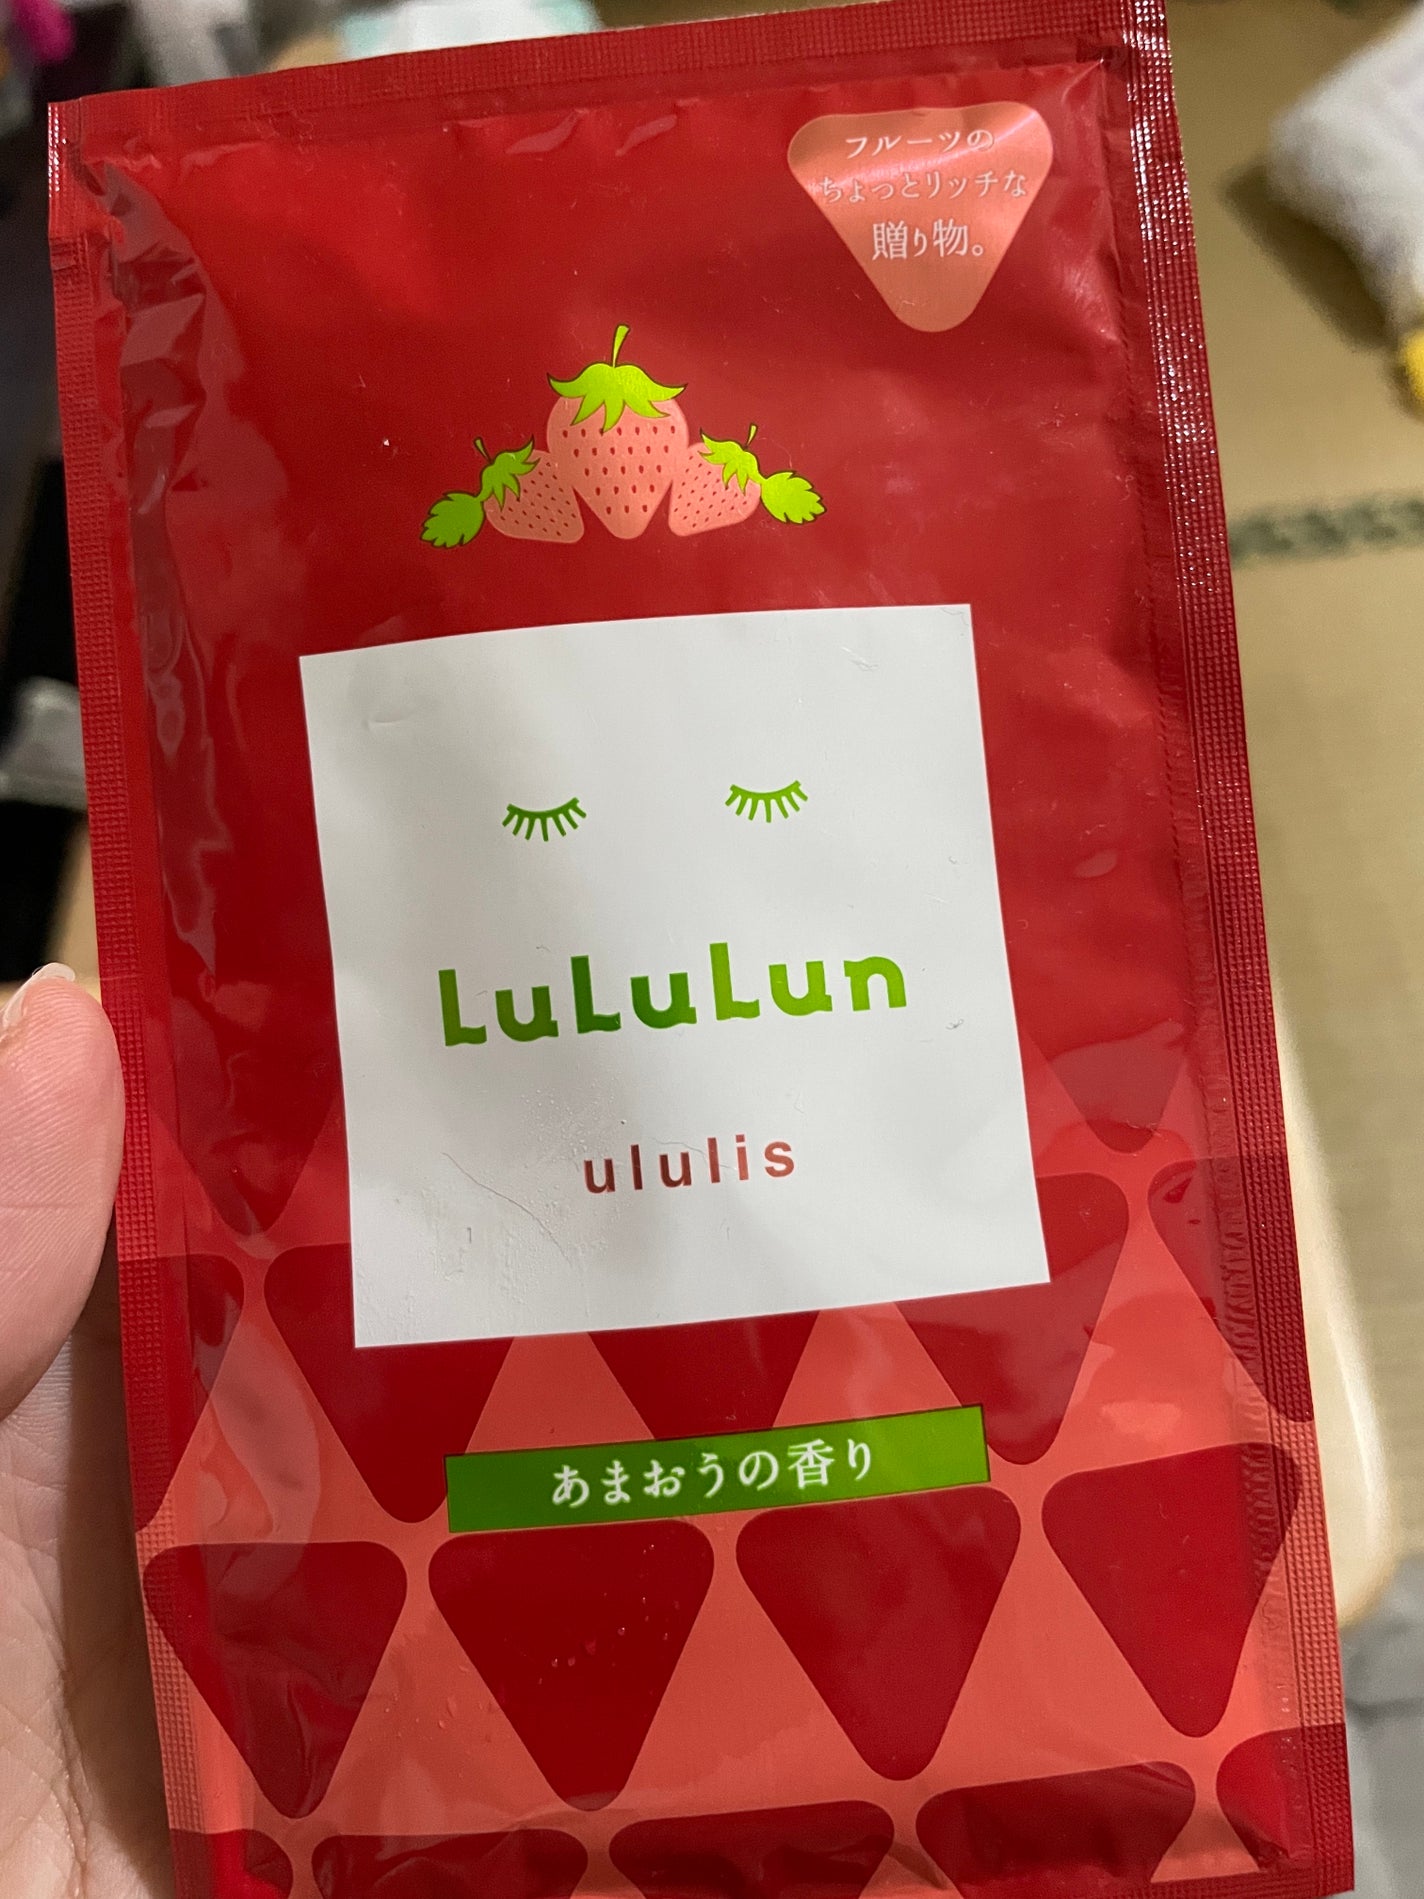 フルーツの
ちょっとリッチな
贈り物。
LuLuLun
ululis
あまおうの香り